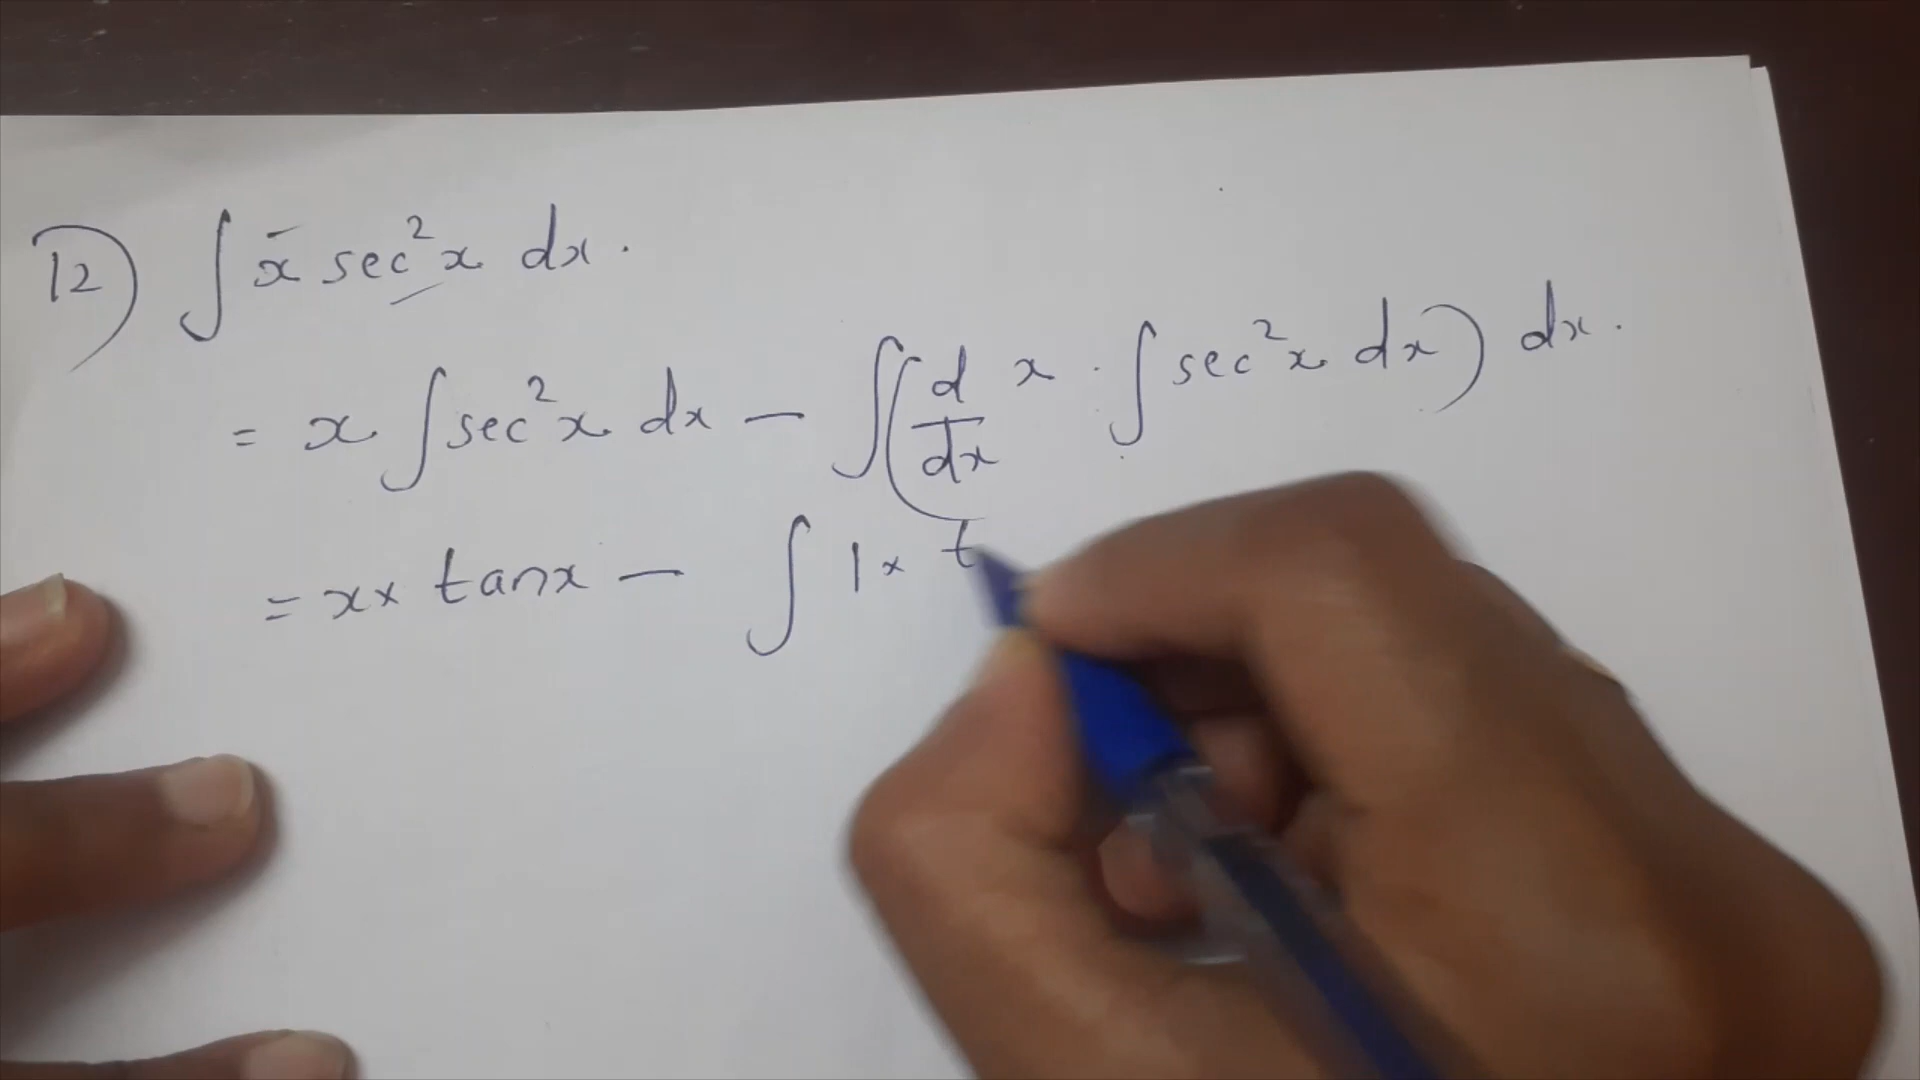 12) ∫ x sec²x dx.
= x ∫ sec²x dx − ∫(d/dx x · ∫ sec²x dx) dx.
= x× tanx − ∫ 1× t